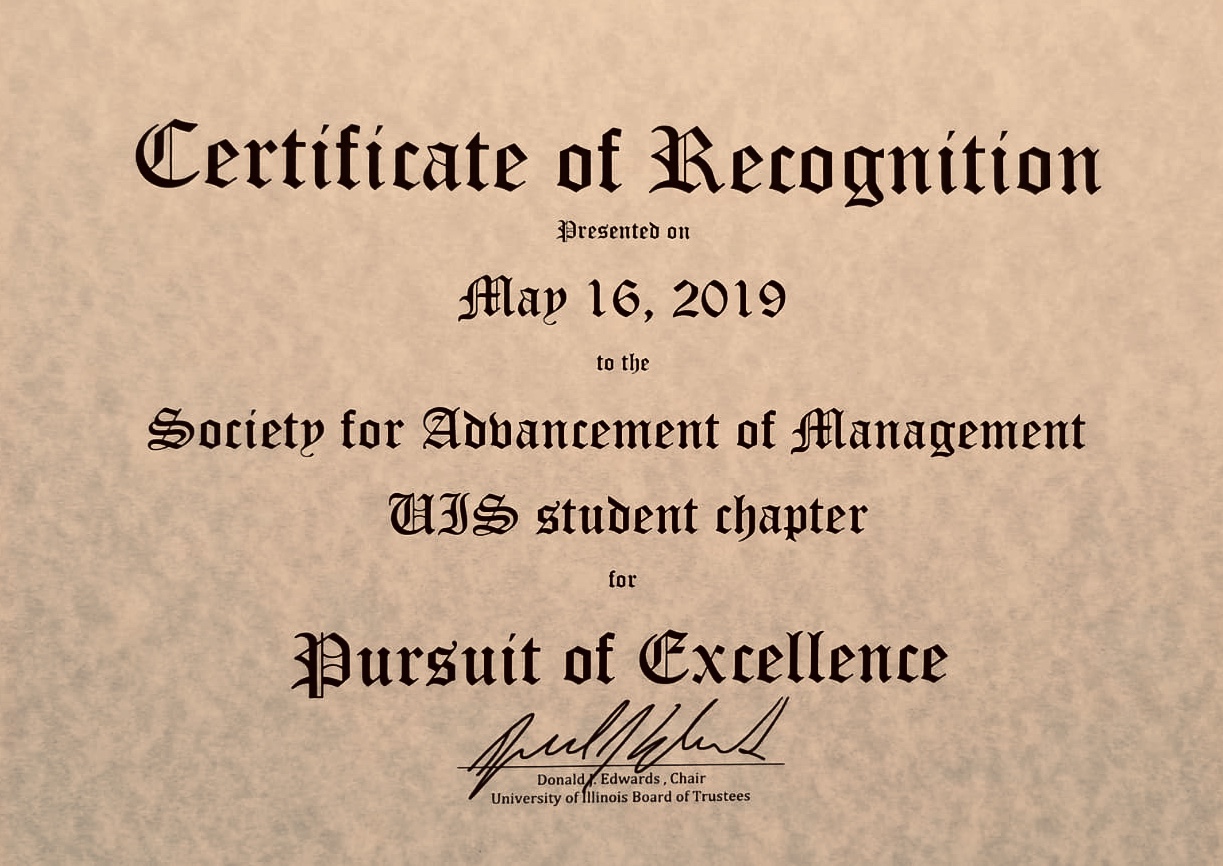 Certificate of Recognition
Presented on
May 16, 2019
to the
Society for Advancement of Management
UIS student chapter
for
Pursuit of Excellence
Donald J. Edwards , Chair
University of Illinois Board of Trustees